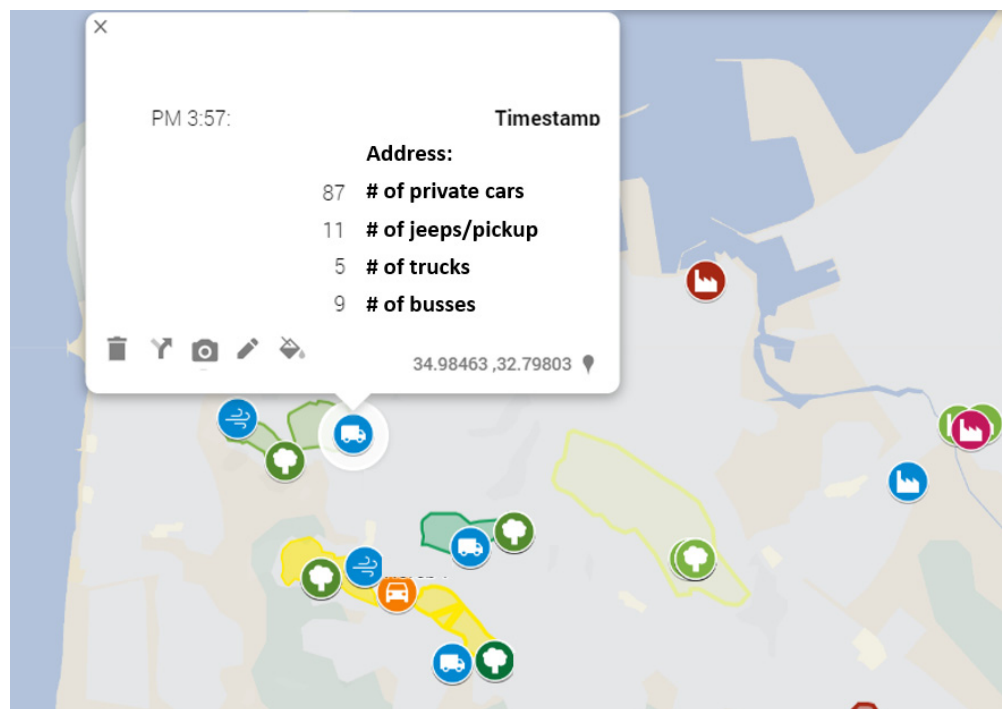 PM 3:57: Timestamp
Address:
87 # of private cars
11 # of jeeps/pickup
5 # of trucks
9 # of busses
34.98463 ,32.79803